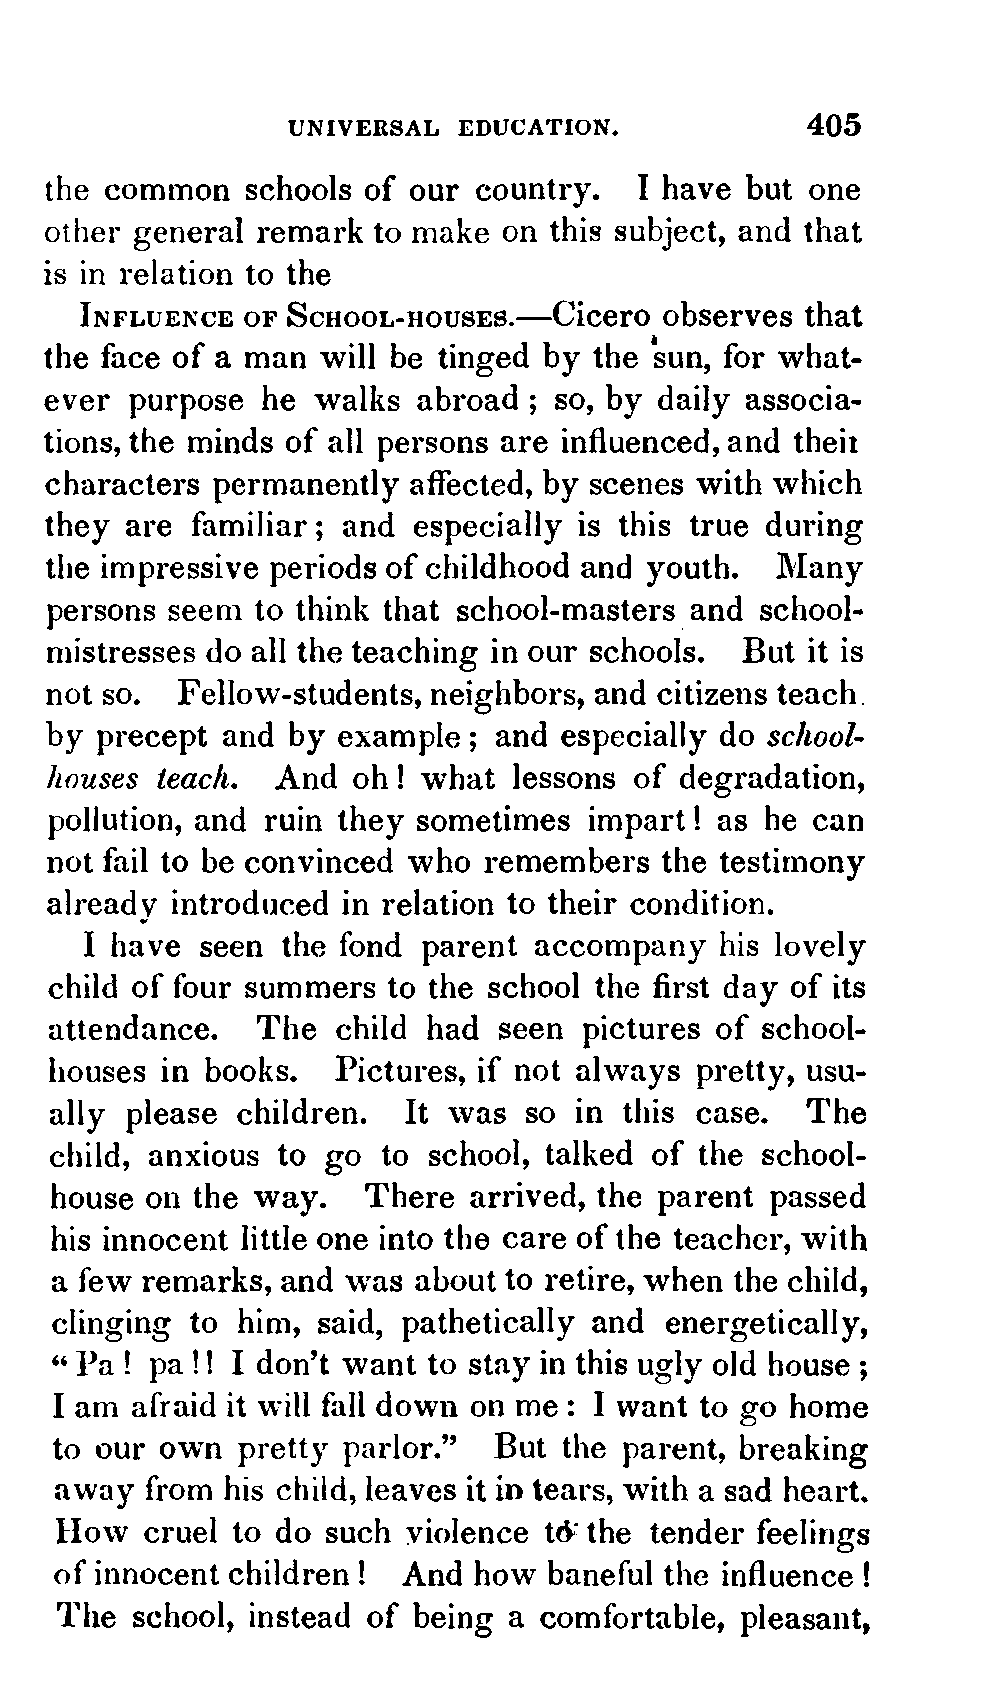 UNIVERSAL EDUCATION. 405
the common schools of our country. I have but one
other general remark to make on this subject, and that
is in relation to the
INFLUENCE OF SCHOOL-HOUSES.—Cicero observes that
the face of a man will be tinged by the sun, for what-
ever purpose he walks abroad ; so, by daily associa-
tions, the minds of all persons are influenced, and their
characters permanently affected, by scenes with which
they are familiar ; and especially is this true during
the impressive periods of childhood and youth. Many
persons seem to think that school-masters and school-
mistresses do all the teaching in our schools. But it is
not so. Fellow-students, neighbors, and citizens teach.
by precept and by example ; and especially do school-
houses teach. And oh ! what lessons of degradation,
pollution, and ruin they sometimes impart ! as he can
not fail to be convinced who remembers the testimony
already introduced in relation to their condition.
I have seen the fond parent accompany his lovely
child of four summers to the school the first day of its
attendance. The child had seen pictures of school-
houses in books. Pictures, if not always pretty, usu-
ally please children. It was so in this case. The
child, anxious to go to school, talked of the school-
house on the way. There arrived, the parent passed
his innocent little one into the care of the teacher, with
a few remarks, and was about to retire, when the child,
clinging to him, said, pathetically and energetically,
“ Pa ! pa ! ! I don’t want to stay in this ugly old house ;
I am afraid it will fall down on me : I want to go home
to our own pretty parlor.” But the parent, breaking
away from his child, leaves it in tears, with a sad heart.
How cruel to do such violence to the tender feelings
of innocent children ! And how baneful the influence !
The school, instead of being a comfortable, pleasant,